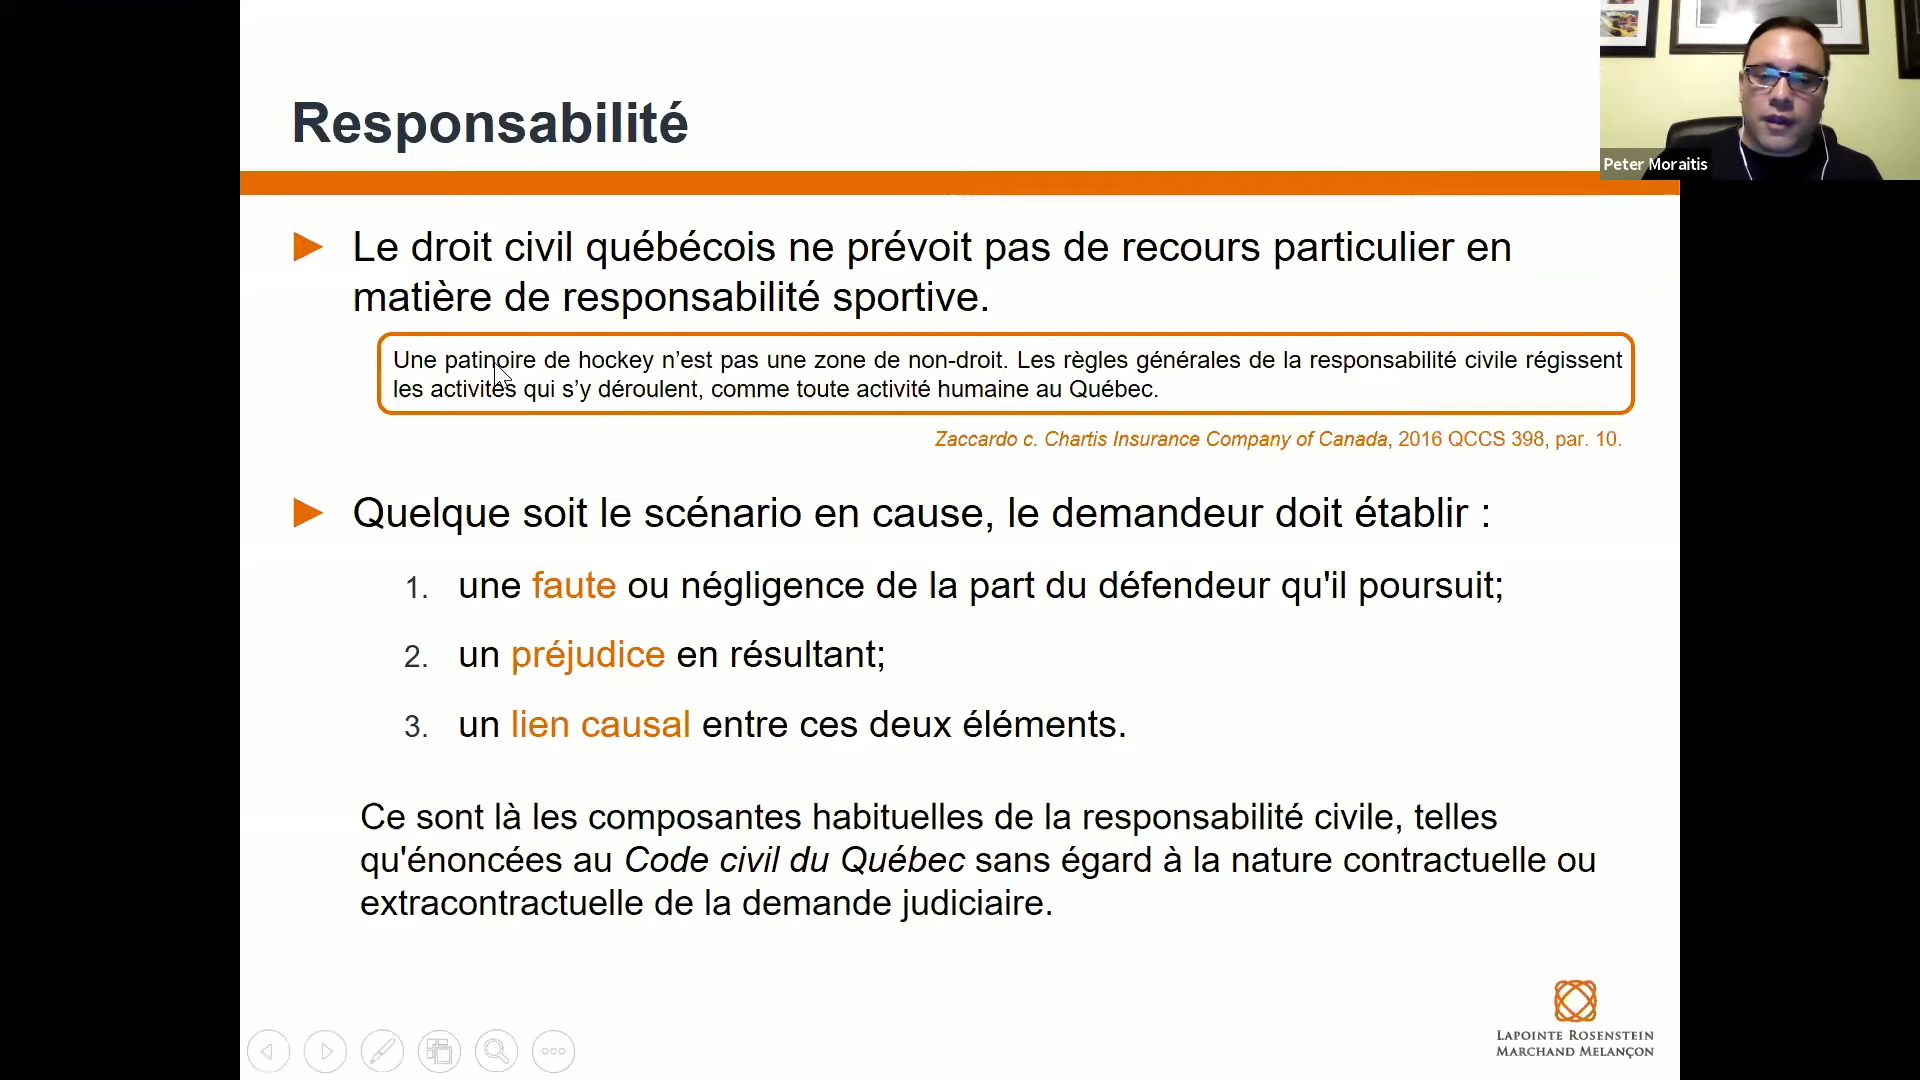 Responsabilité
Peter Moraitis
Le droit civil québécois ne prévoit pas de recours particulier en
matière de responsabilité sportive.
Une patinoire de hockey n’est pas une zone de non-droit. Les règles générales de la responsabilité civile régissent
les activités qui s’y déroulent, comme toute activité humaine au Québec.
Zaccardo c. Chartis Insurance Company of Canada, 2016 QCCS 398, par. 10.
Quelque soit le scénario en cause, le demandeur doit établir :
1. une faute ou négligence de la part du défendeur qu'il poursuit;
2. un préjudice en résultant;
3. un lien causal entre ces deux éléments.
Ce sont là les composantes habituelles de la responsabilité civile, telles
qu'énoncées au Code civil du Québec sans égard à la nature contractuelle ou
extracontractuelle de la demande judiciaire.
LAPOINTE ROSENSTEIN
MARCHAND MELANÇON